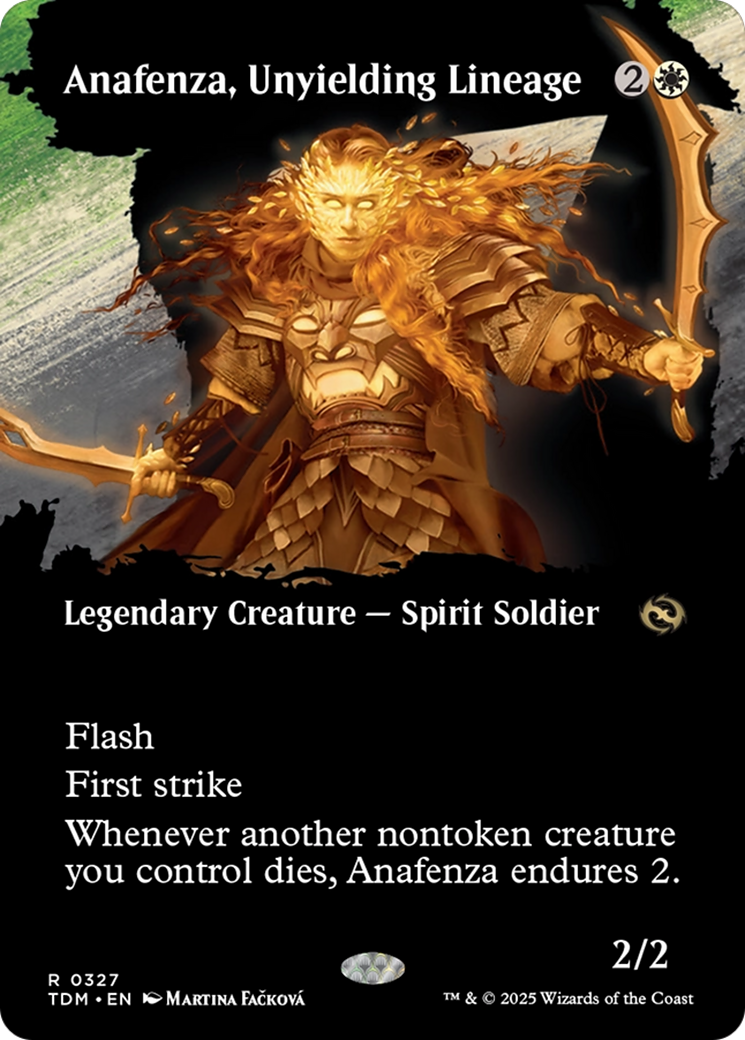 Anafenza, Unyielding Lineage 2
Legendary Creature — Spirit Soldier
Flash
First strike
Whenever another nontoken creature
you control dies, Anafenza endures 2.
2/2
R 0327
TDM • EN Martina Fačková
™ & © 2025 Wizards of the Coast